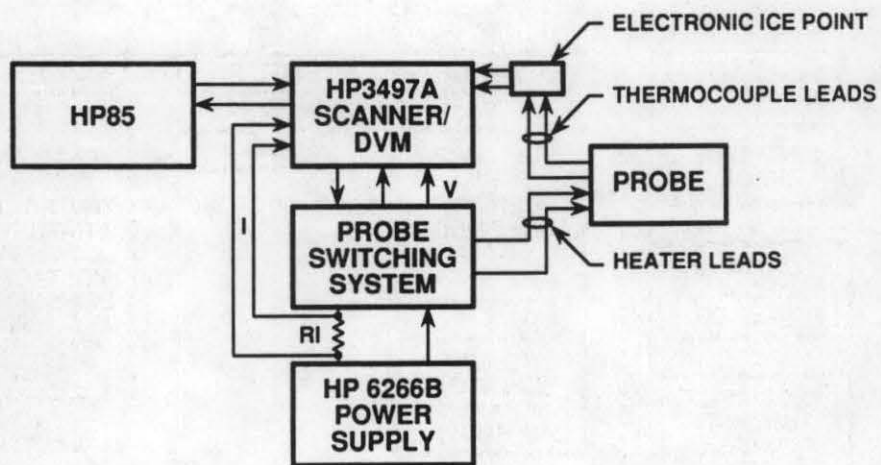 ELECTRONIC ICE POINT
HP85
HP3497A
SCANNER/
DVM
THERMOCOUPLE LEADS
PROBE
V
I
PROBE
SWITCHING
SYSTEM
HEATER LEADS
RI
HP 6266B
POWER
SUPPLY